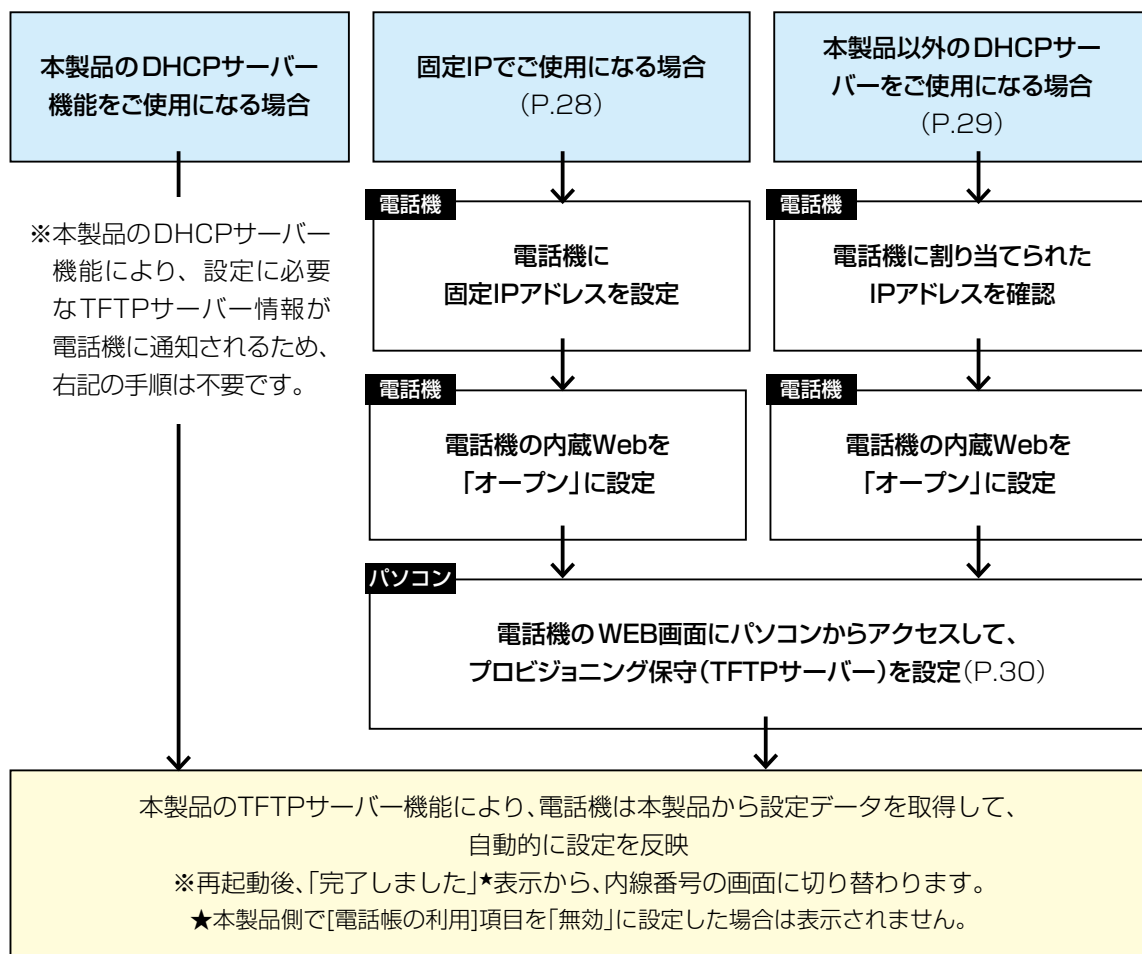 本製品のDHCPサーバー
機能をご使用になる場合
※本製品のDHCPサーバー
機能により、設定に必要
なTFTPサーバー情報が
電話機に通知されるため、
右記の手順は不要です。
固定IPでご使用になる場合
(P.28)
電話機
電話機に
固定IPアドレスを設定
電話機
電話機の内蔵Webを
「オープン」に設定
本製品以外のDHCPサー
バーをご使用になる場合
(P.29)
電話機
電話機に割り当てられた
IPアドレスを確認
電話機
電話機の内蔵Webを
「オープン」に設定
パソコン
電話機のWEB画面にパソコンからアクセスして、
プロビジョニング保守(TFTPサーバー)を設定(P.30)
本製品のTFTPサーバー機能により、電話機は本製品から設定データを取得して、
自動的に設定を反映
※再起動後、「完了しました」★表示から、内線番号の画面に切り替わります。
★本製品側で[電話帳の利用]項目を「無効」に設定した場合は表示されません。